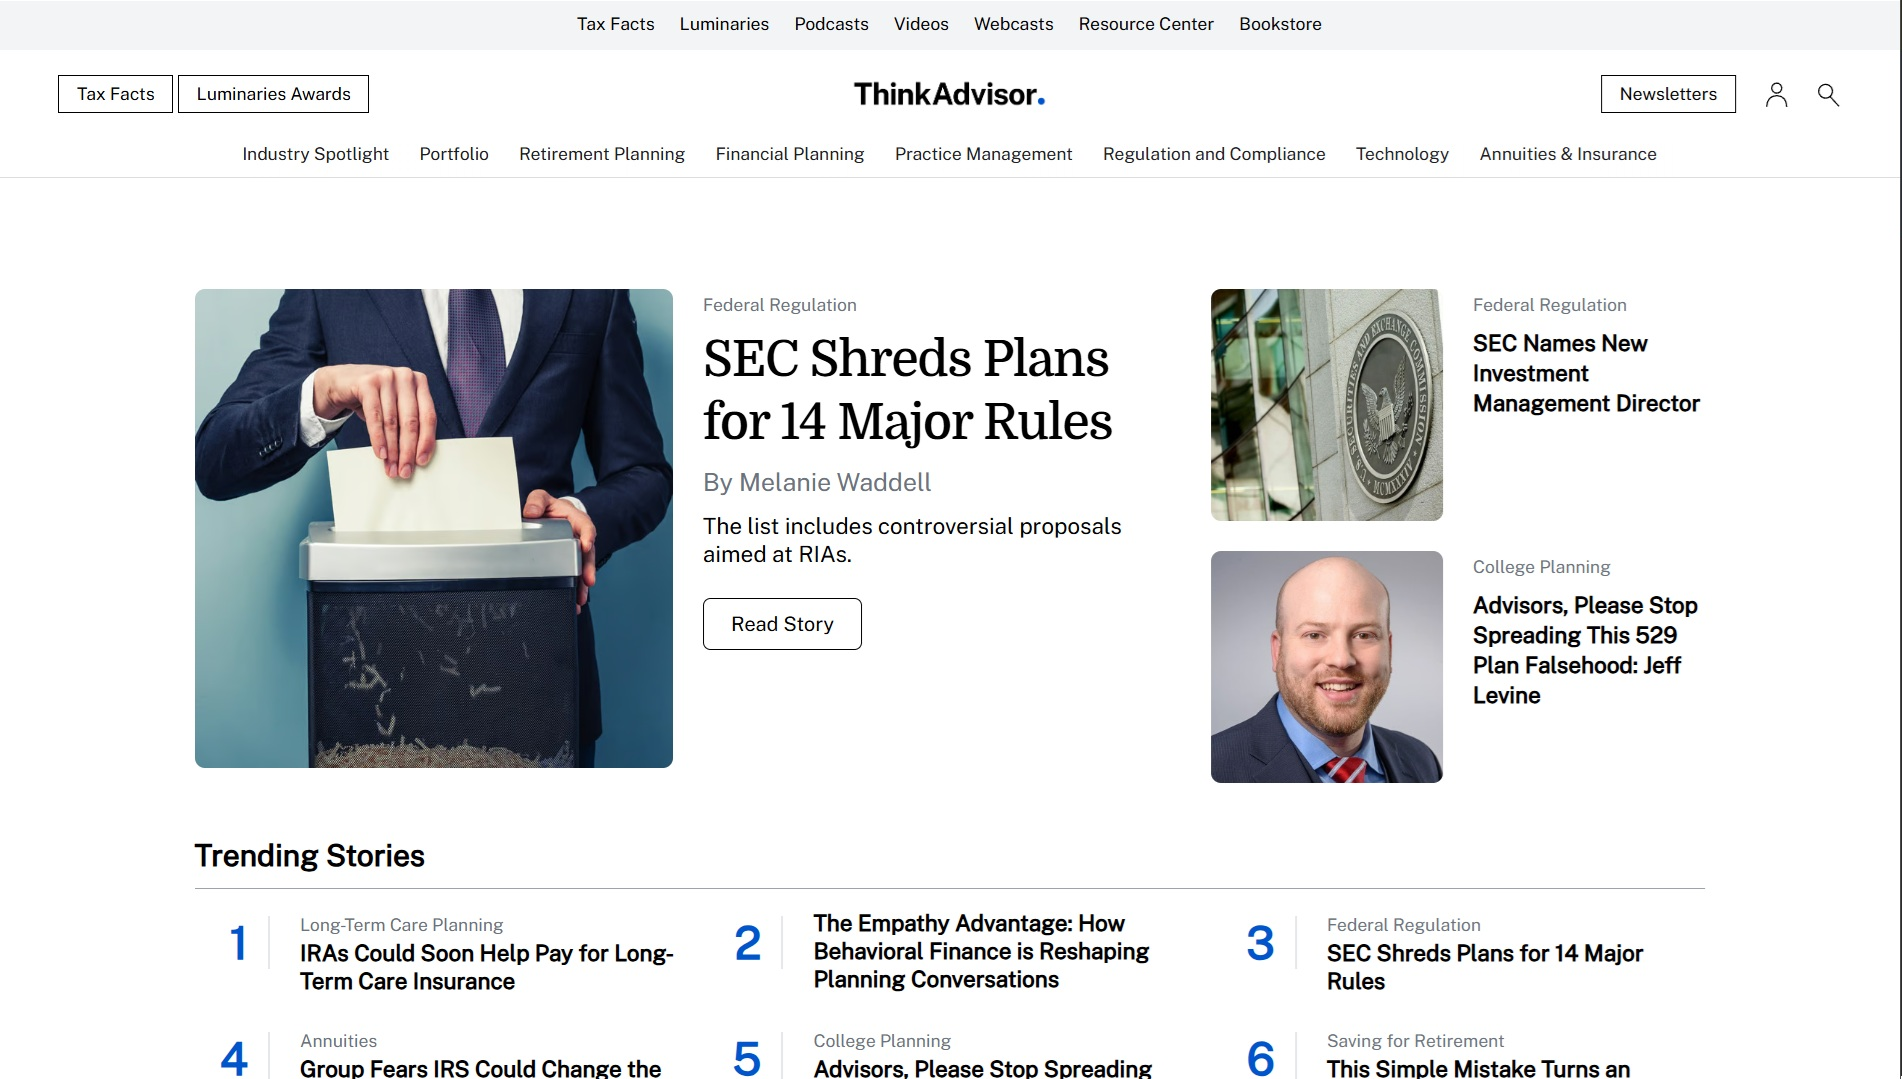 Tax Facts Luminaries Podcasts Videos Webcasts Resource Center Bookstore
Tax Facts Luminaries Awards ThinkAdvisor. Newsletters
Industry Spotlight Portfolio Retirement Planning Financial Planning Practice Management Regulation and Compliance Technology Annuities & Insurance
Federal Regulation
SEC Shreds Plans
for 14 Major Rules
By Melanie Waddell
The list includes controversial proposals
aimed at RIAs.
Read Story
SECURITIES AND EXCHANGE COMMISSION
MCMXXXIV
Federal Regulation
SEC Names New
Investment
Management Director
College Planning
Advisors, Please Stop
Spreading This 529
Plan Falsehood: Jeff
Levine
Trending Stories
1
Long-Term Care Planning
IRAs Could Soon Help Pay for Long-
Term Care Insurance
2
The Empathy Advantage: How
Behavioral Finance is Reshaping
Planning Conversations
3
Federal Regulation
SEC Shreds Plans for 14 Major
Rules
4
Annuities
Group Fears IRS Could Change the
5
College Planning
Advisors, Please Stop Spreading
6
Saving for Retirement
This Simple Mistake Turns an